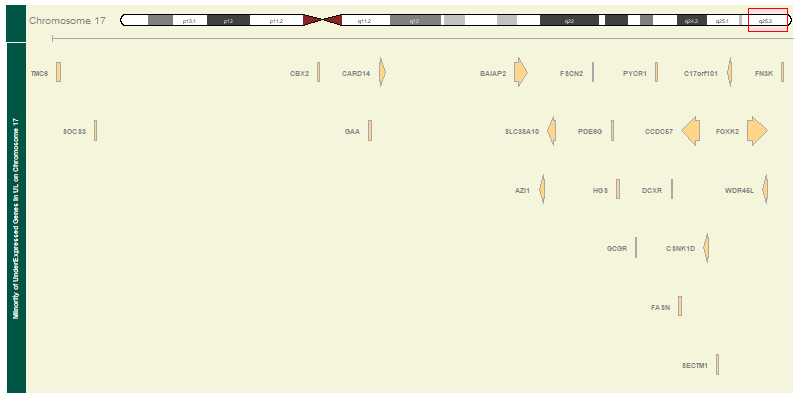 Chromosome 17
p13.1 p12 p11.2 q11.2 q12 q22 q24.3 q25.1 q25.3
Minority of UnderExpressed Genes in UL on Chromosome 17
TMC6 CBX2 CARD14 BAIAP2 FSCN2 PYCR1 C17orf101 FN3K
SOCS3 GAA SLC38A10 PDE6G CCDC57 FOXK2
AZI1 HGS DCXR WDR45L
GCGR CSNK1D
FASN
SECTM1